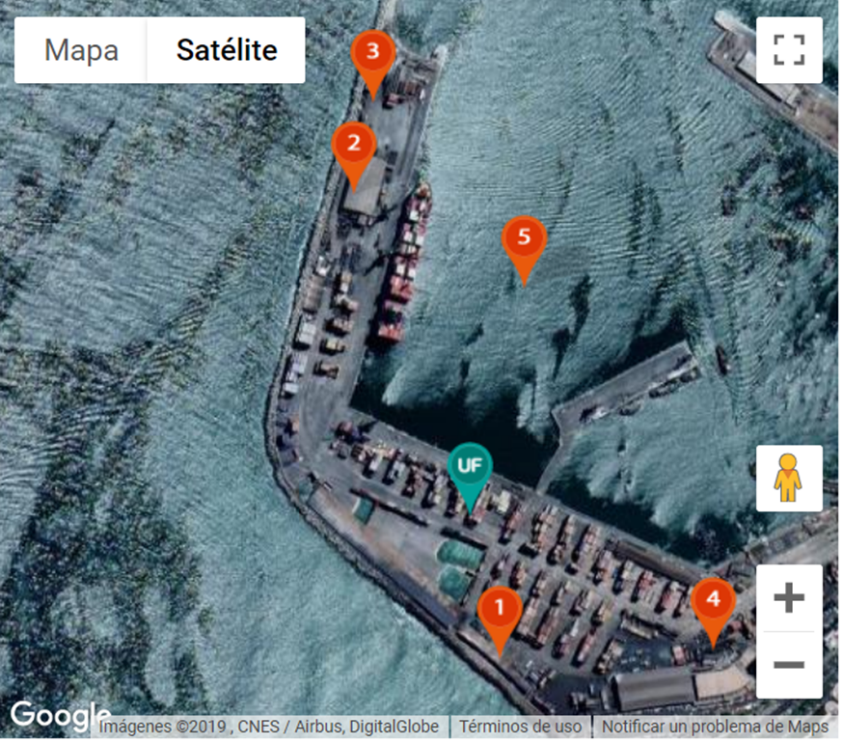 Mapa Satélite
3
2
5
UF
1
4
+
−
Google
Imágenes ©2019 , CNES / Airbus, DigitalGlobe Términos de uso Notificar un problema de Maps